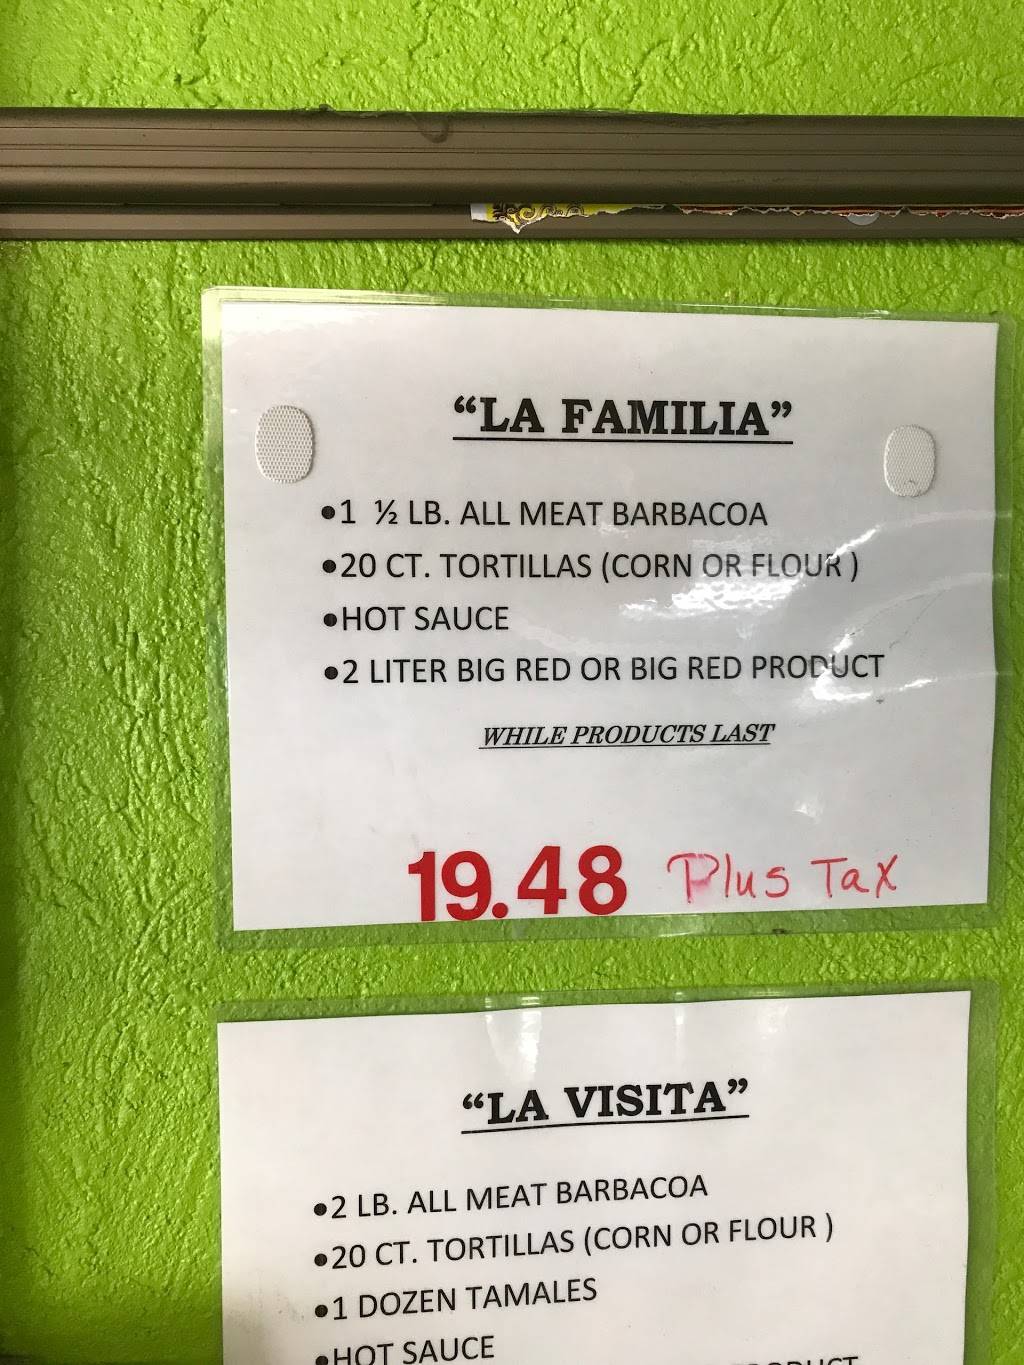 “LA FAMILIA”
•1 ½ LB. ALL MEAT BARBACOA
•20 CT. TORTILLAS (CORN OR FLOUR )
•HOT SAUCE
•2 LITER BIG RED OR BIG RED PRODUCT
WHILE PRODUCTS LAST
19.48 Plus Tax
“LA VISITA”
•2 LB. ALL MEAT BARBACOA
•20 CT. TORTILLAS (CORN OR FLOUR )
•1 DOZEN TAMALES
•HOT SAUCE
PRODUCT